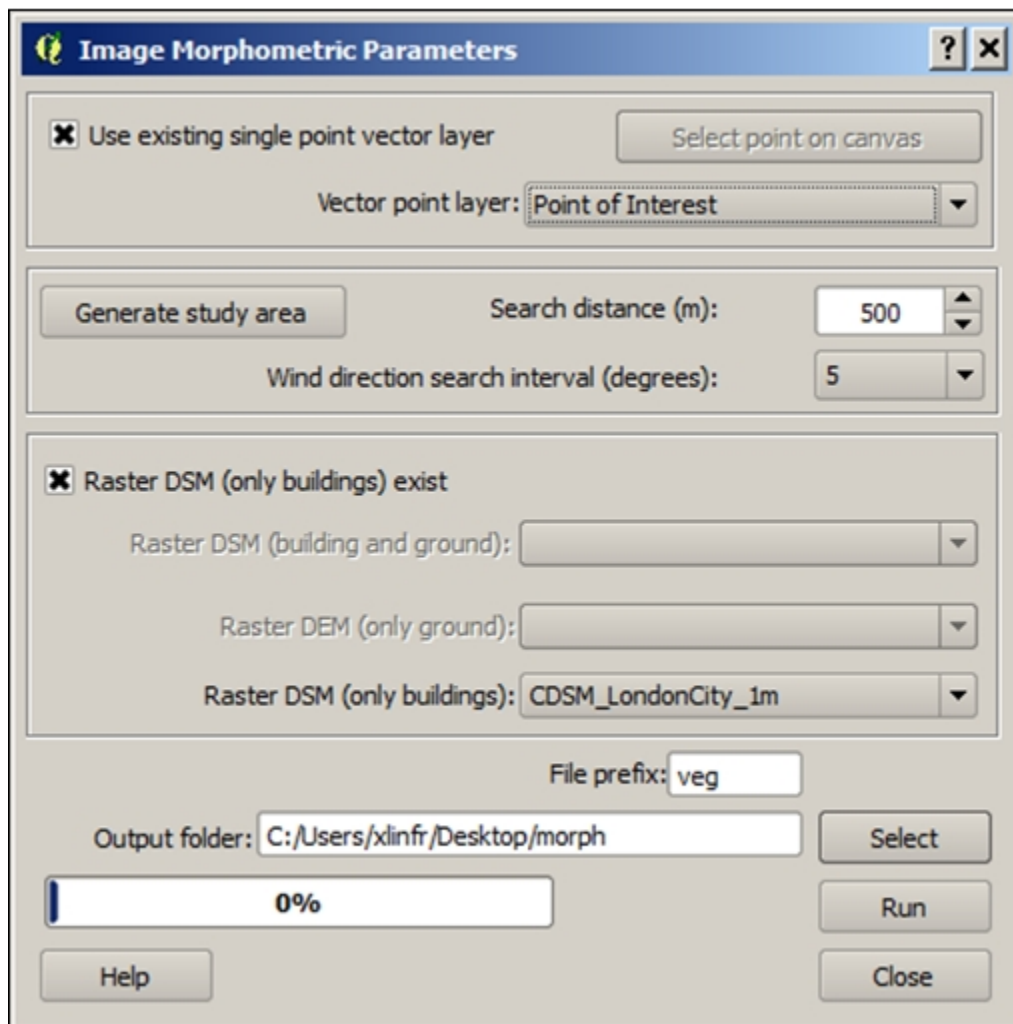 Image Morphometric Parameters
Use existing single point vector layer
Select point on canvas
Vector point layer: Point of Interest
Generate study area
Search distance (m): 500
Wind direction search interval (degrees): 5
Raster DSM (only buildings) exist
Raster DSM (building and ground):
Raster DEM (only ground):
Raster DSM (only buildings): CDSM_LondonCity_1m
File prefix: veg
Output folder: C:/Users/xlinfr/Desktop/morph
Select
0%
Run
Help
Close